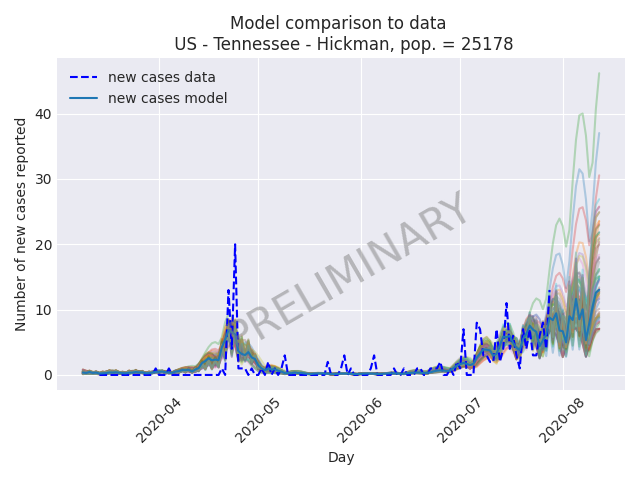 Model comparison to data
US - Tennessee - Hickman, pop. = 25178
new cases data
new cases model
Number of new cases reported
40
30
20
10
0
PRELIMINARY
2020-04
2020-05
2020-06
2020-07
2020-08
Day